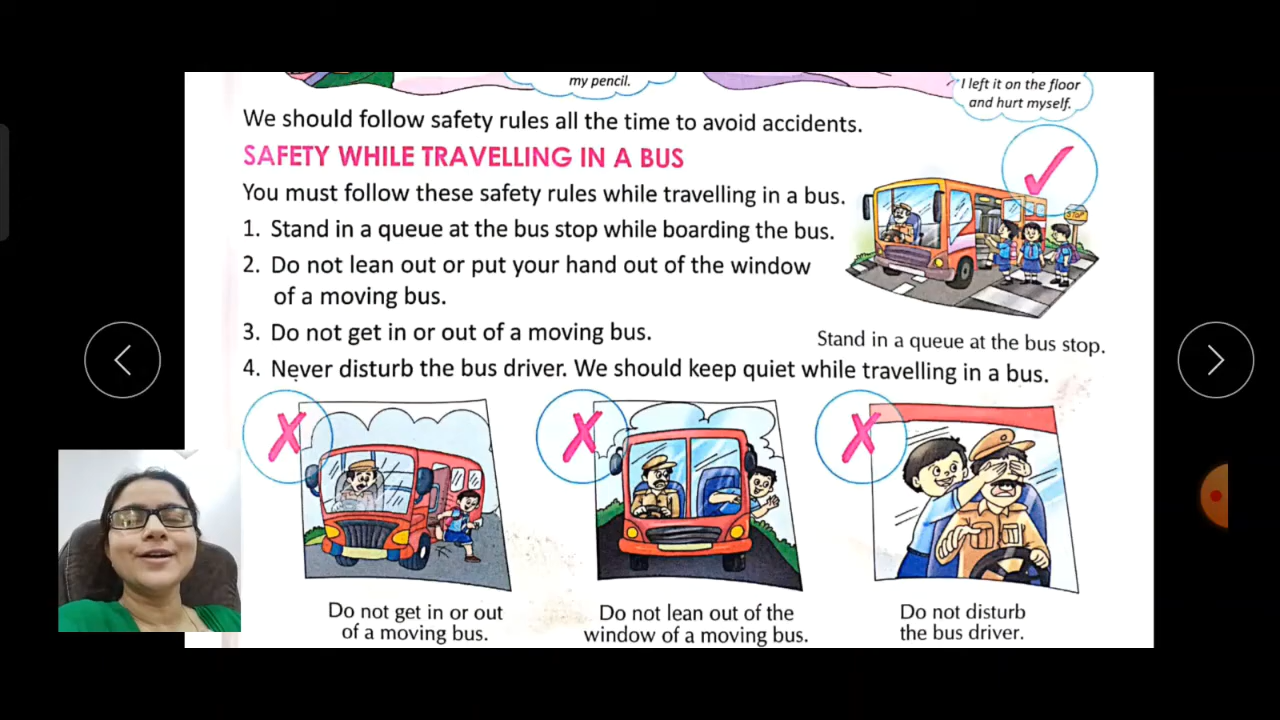 my pencil.
I left it on the floor
and hurt myself.
We should follow safety rules all the time to avoid accidents.
SAFETY WHILE TRAVELLING IN A BUS
You must follow these safety rules while travelling in a bus.
1. Stand in a queue at the bus stop while boarding the bus.
2. Do not lean out or put your hand out of the window
of a moving bus.
3. Do not get in or out of a moving bus.
Stand in a queue at the bus stop.
4. Never disturb the bus driver. We should keep quiet while travelling in a bus.
Do not get in or out
of a moving bus.
Do not lean out of the
window of a moving bus.
Do not disturb
the bus driver.